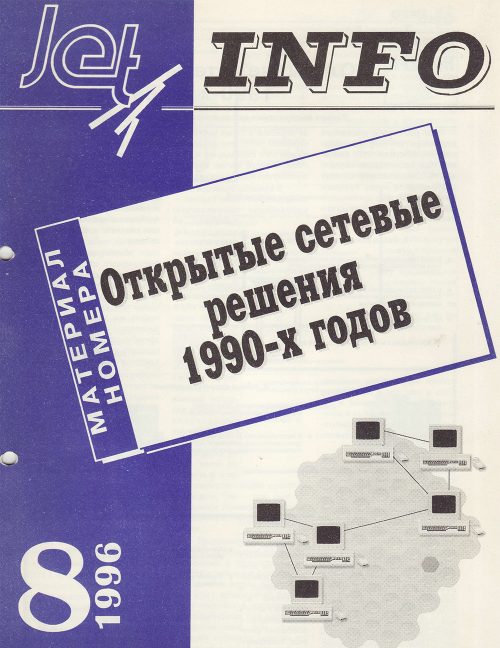 Jet INFO
МАТЕРИАЛ
НОМЕРА
Открытые сетевые
решения
1990-х годов
8 1996